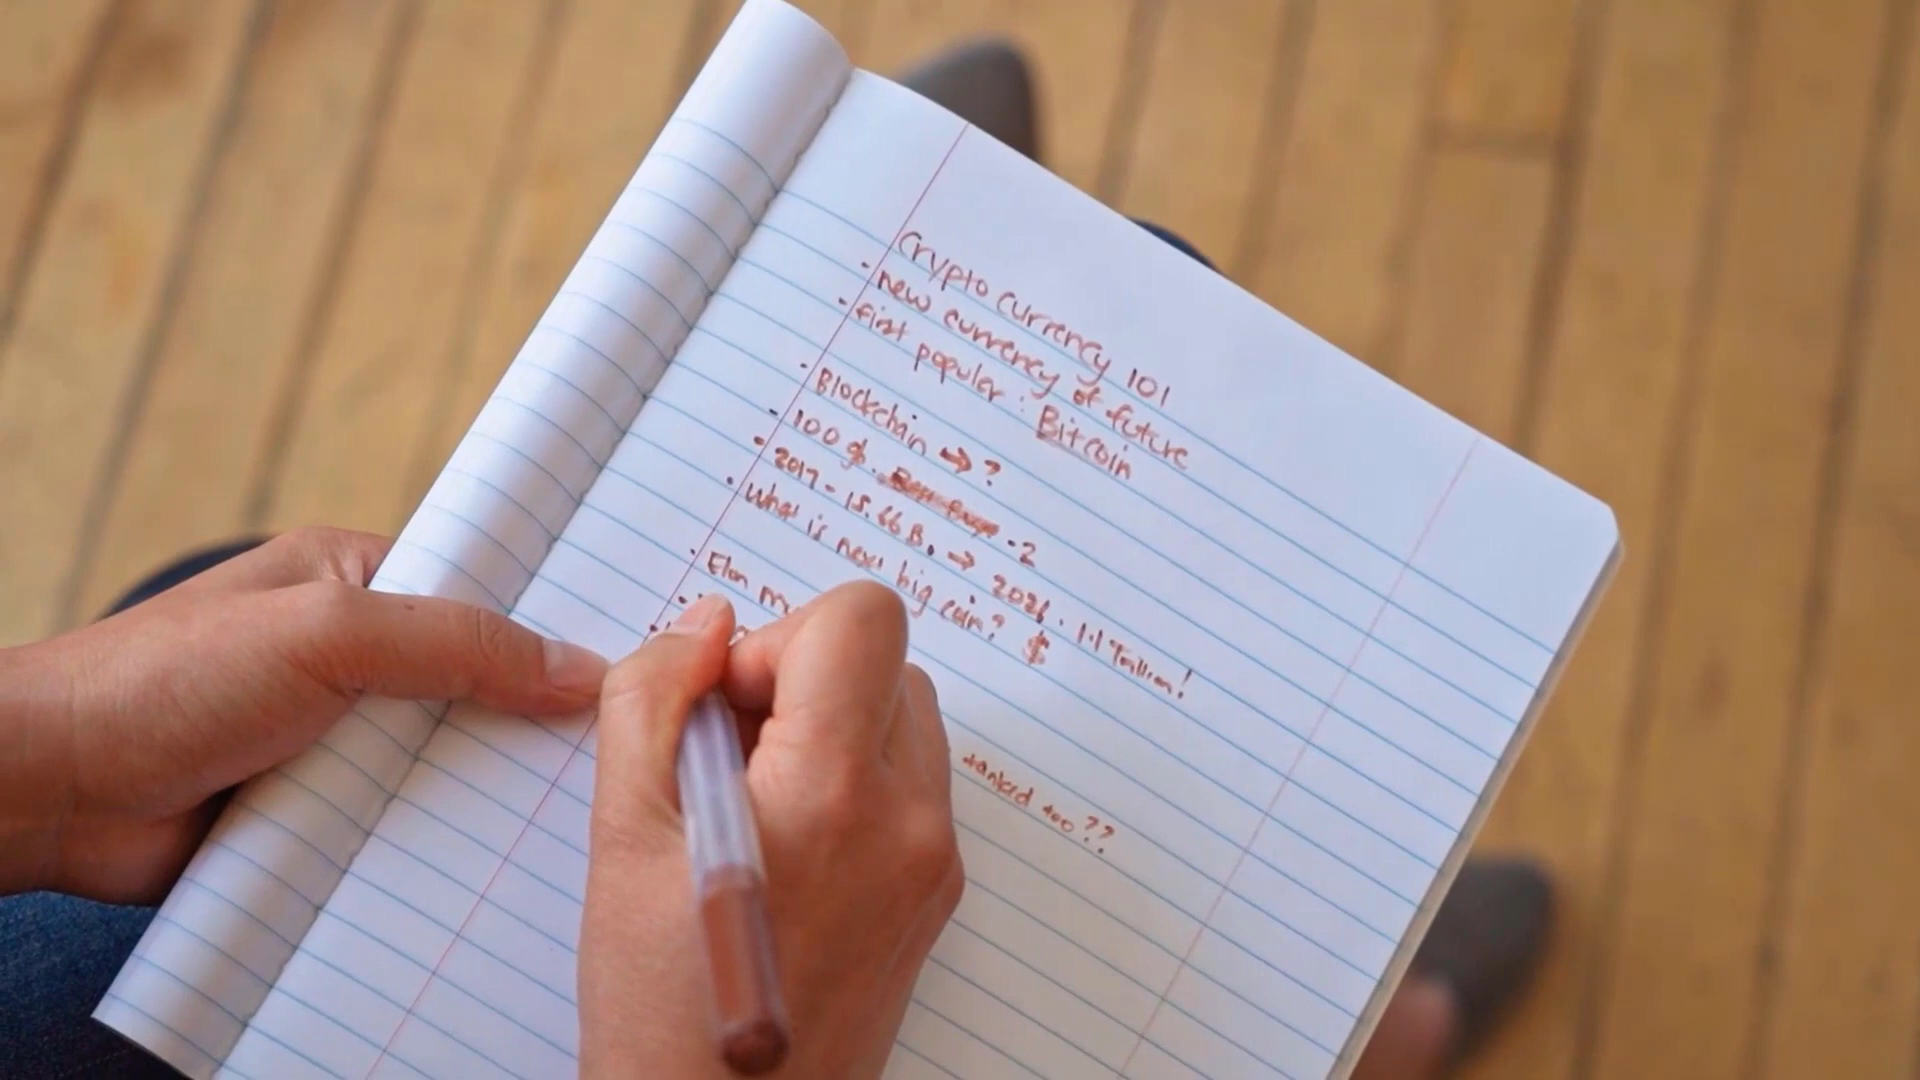 Crypto currency 101
· new currency of future
· first popular : Bitcoin
· Blockchain → ?
· 100 $. · 2
· 2017 - 15.66 B. → 2021. 1.1 Trillion!
· What is next big coin? $
· Elon
tanked too ??